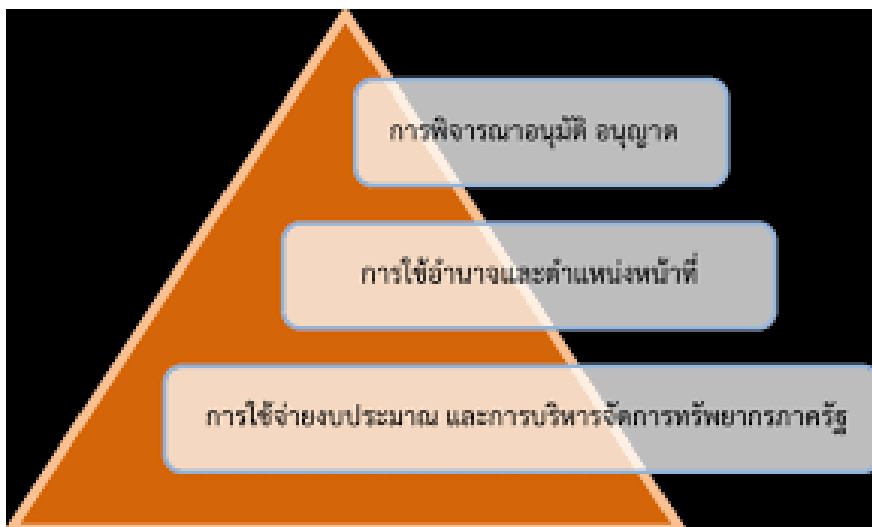 การพิจารณาอนุมัติ อนุญาต
การใช้อำนาจและตำแหน่งหน้าที่
การใช้จ่ายงบประมาณ และการบริหารจัดการทรัพยากรภาครัฐ